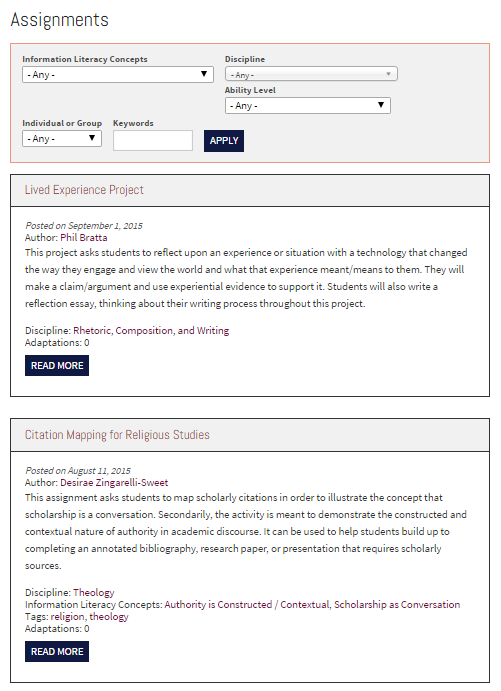 Assignments
Information Literacy Concepts Discipline
- Any - - Any -
Ability Level
- Any -
Individual or Group Keywords
- Any - APPLY
Lived Experience Project
Posted on September 1, 2015
Author: Phil Bratta
This project asks students to reflect upon an experience or situation with a technology that changed
the way they engage and view the world and what that experience meant/means to them. They will
make a claim/argument and use experiential evidence to support it. Students will also write a
reflection essay, thinking about their writing process throughout this project.
Discipline: Rhetoric, Composition, and Writing
Adaptations: 0
READ MORE
Citation Mapping for Religious Studies
Posted on August 11, 2015
Author: Desirae Zingarelli-Sweet
This assignment asks students to map scholarly citations in order to illustrate the concept that
scholarship is a conversation. Secondarily, the activity is meant to demonstrate the constructed and
contextual nature of authority in academic discourse. It can be used to help students build up to
completing an annotated bibliography, research paper, or presentation that requires scholarly
sources.
Discipline: Theology
Information Literacy Concepts: Authority is Constructed / Contextual, Scholarship as Conversation
Tags: religion, theology
Adaptations: 0
READ MORE